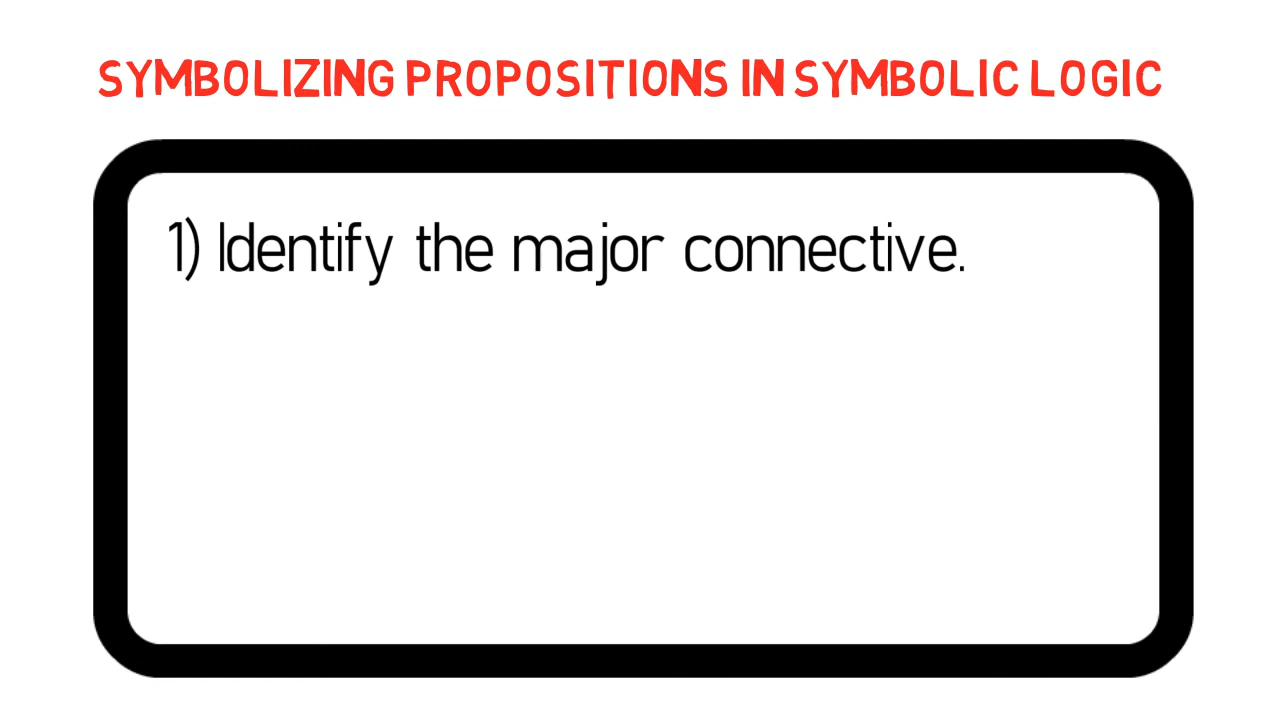 SYMBOLIZING PROPOSITIONS IN SYMBOLIC LOGIC
1) Identify the major connective.